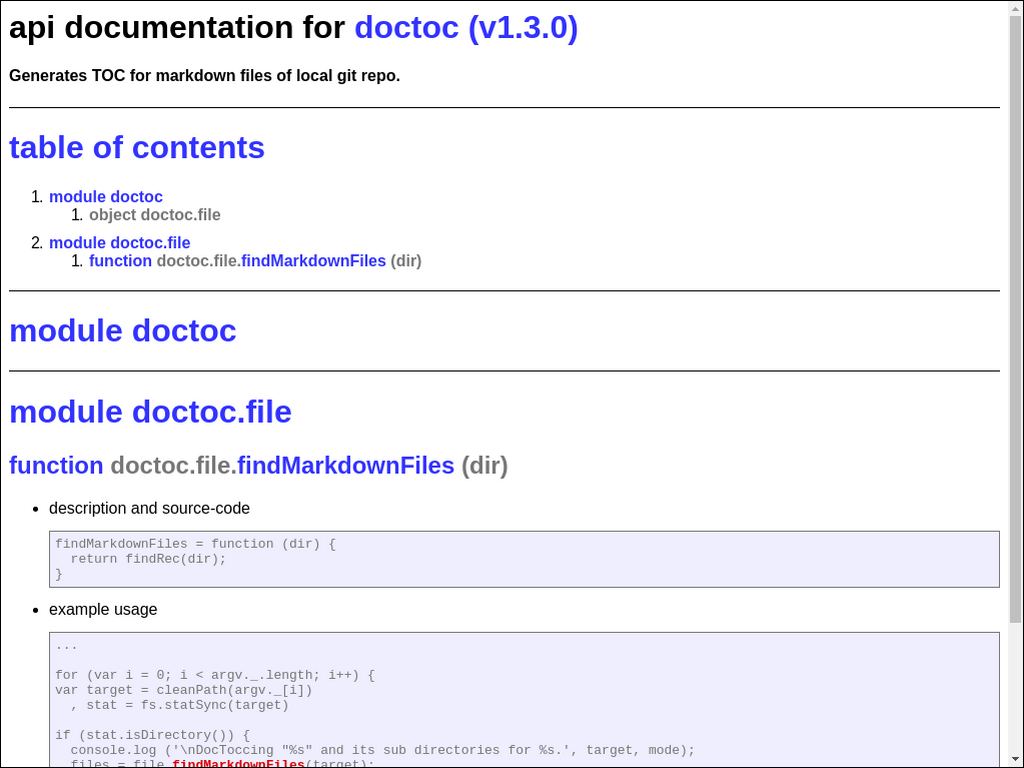 api documentation for doctoc (v1.3.0)
Generates TOC for markdown files of local git repo.
table of contents
1. module doctoc
1. object doctoc.file
2. module doctoc.file
1. function doctoc.file.findMarkdownFiles (dir)
module doctoc
module doctoc.file
function doctoc.file.findMarkdownFiles (dir)
• description and source-code
findMarkdownFiles = function (dir) {
  return findRec(dir);
}
• example usage
...
for (var i = 0; i < argv._.length; i++) {
var target = cleanPath(argv._[i])
  , stat = fs.statSync(target)
if (stat.isDirectory()) {
  console.log ('\nDocToccing "%s" and its sub directories for %s.', target, mode);
  files = file.findMarkdownFiles(target);